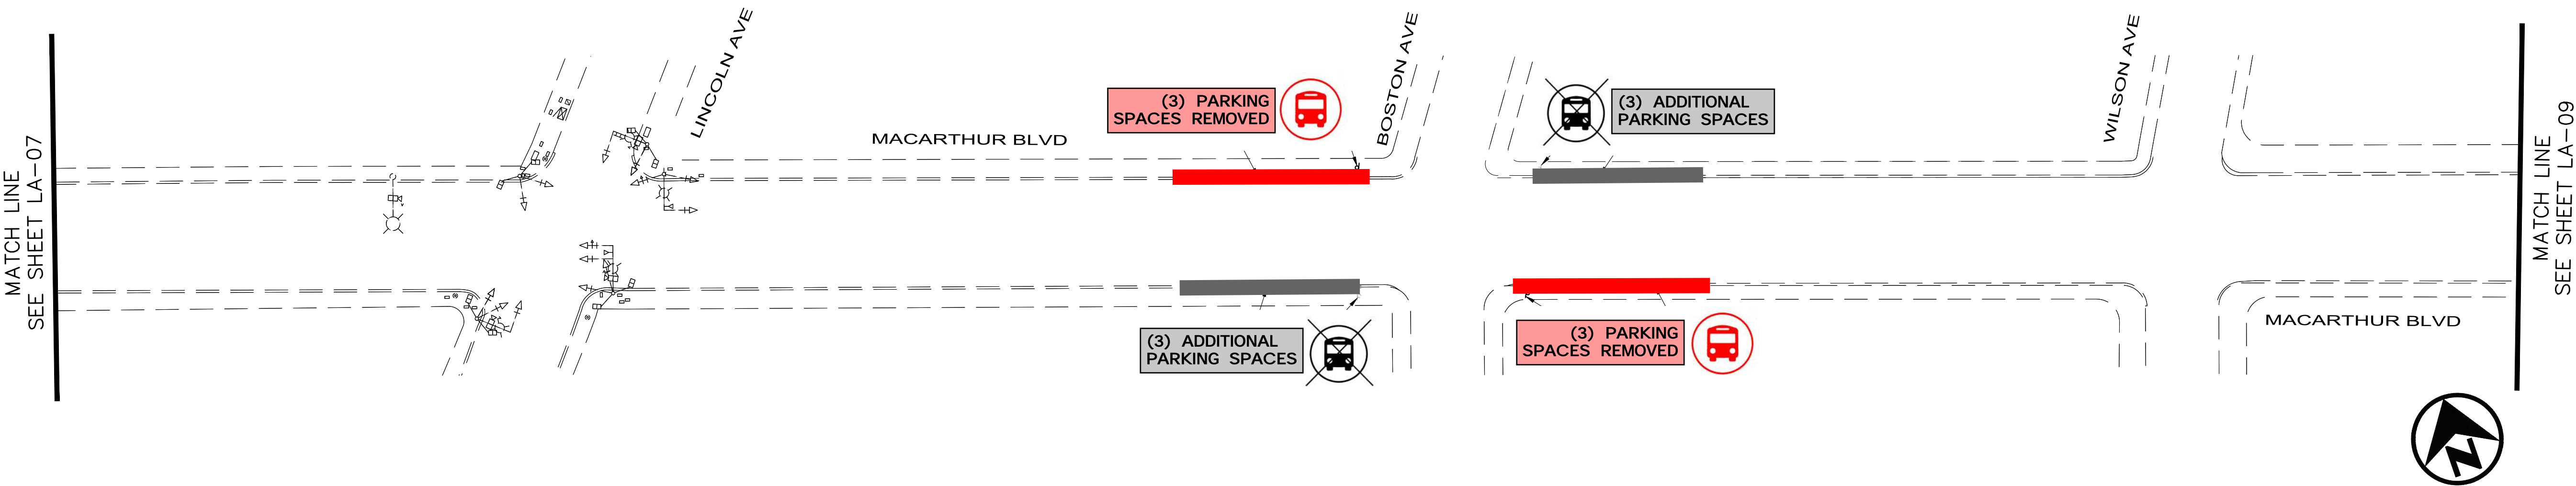 MATCH LINE
SEE SHEET LA-07
LINCOLN AVE
MACARTHUR BLVD
(3) PARKING
SPACES REMOVED
BOSTON AVE
(3) ADDITIONAL
PARKING SPACES
WILSON AVE
MATCH LINE
SEE SHEET LA-09
(3) ADDITIONAL
PARKING SPACES
(3) PARKING
SPACES REMOVED
MACARTHUR BLVD
N